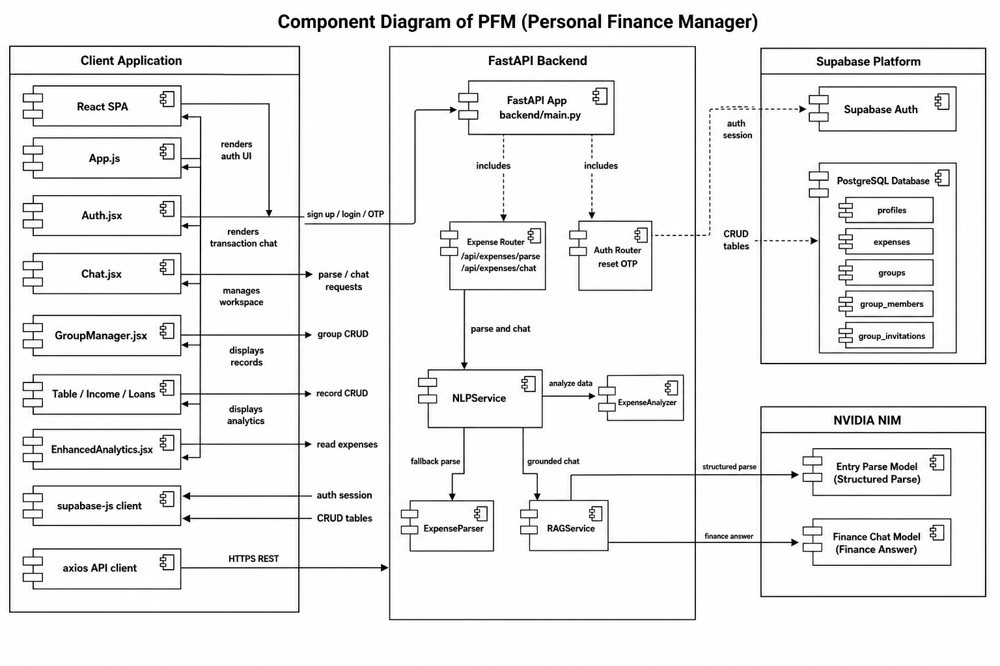 Component Diagram of PFM (Personal Finance Manager)
Client Application
React SPA
renders
auth UI
App.js
Auth.jsx
sign up / login / OTP
renders
transaction chat
Chat.jsx
parse / chat
requests
manages
workspace
GroupManager.jsx
group CRUD
displays
records
Table / Income / Loans
record CRUD
displays
analytics
EnhancedAnalytics.jsx
read expenses
supabase-js client
auth session
CRUD tables
axios API client
HTTPS REST
FastAPI Backend
FastAPI App
backend/main.py
includes
includes
Expense Router
/api/expenses/parse
/api/expenses/chat
Auth Router
reset OTP
parse and chat
NLPService
analyze data
ExpenseAnalyzer
fallback parse
grounded chat
ExpenseParser
RAGService
auth
session
CRUD
tables
structured parse
finance answer
Supabase Platform
Supabase Auth
PostgreSQL Database
profiles
expenses
groups
group_members
group_invitations
NVIDIA NIM
Entry Parse Model
(Structured Parse)
Finance Chat Model
(Finance Answer)